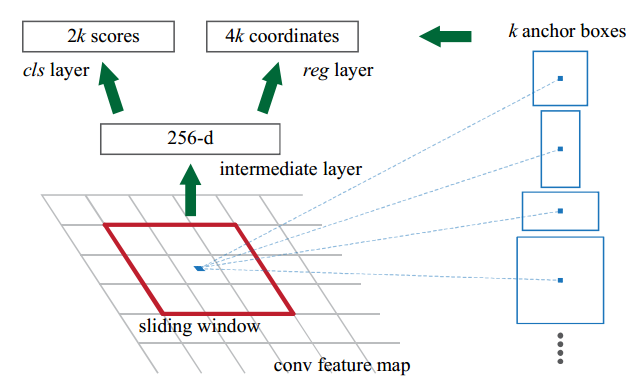 2k scores
4k coordinates
k anchor boxes
cls layer
reg layer
256-d
intermediate layer
sliding window
conv feature map